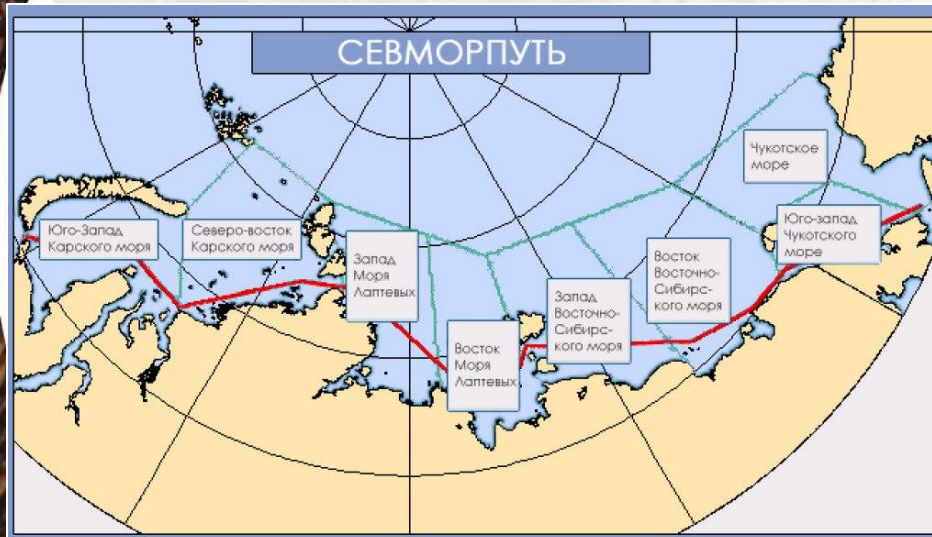 СЕВМОРПУТЬ
Чукотское
море
Юго-Запад
Карского моря
Северо-восток
Карского моря
Запад
Моря
Лаптевых
Восток
Моря
Лаптевых
Запад
Восточно-
Сибирс-
кого моря
Восток
Восточно-
Сибирс-
кого моря
Юго-запад
Чукотского
море